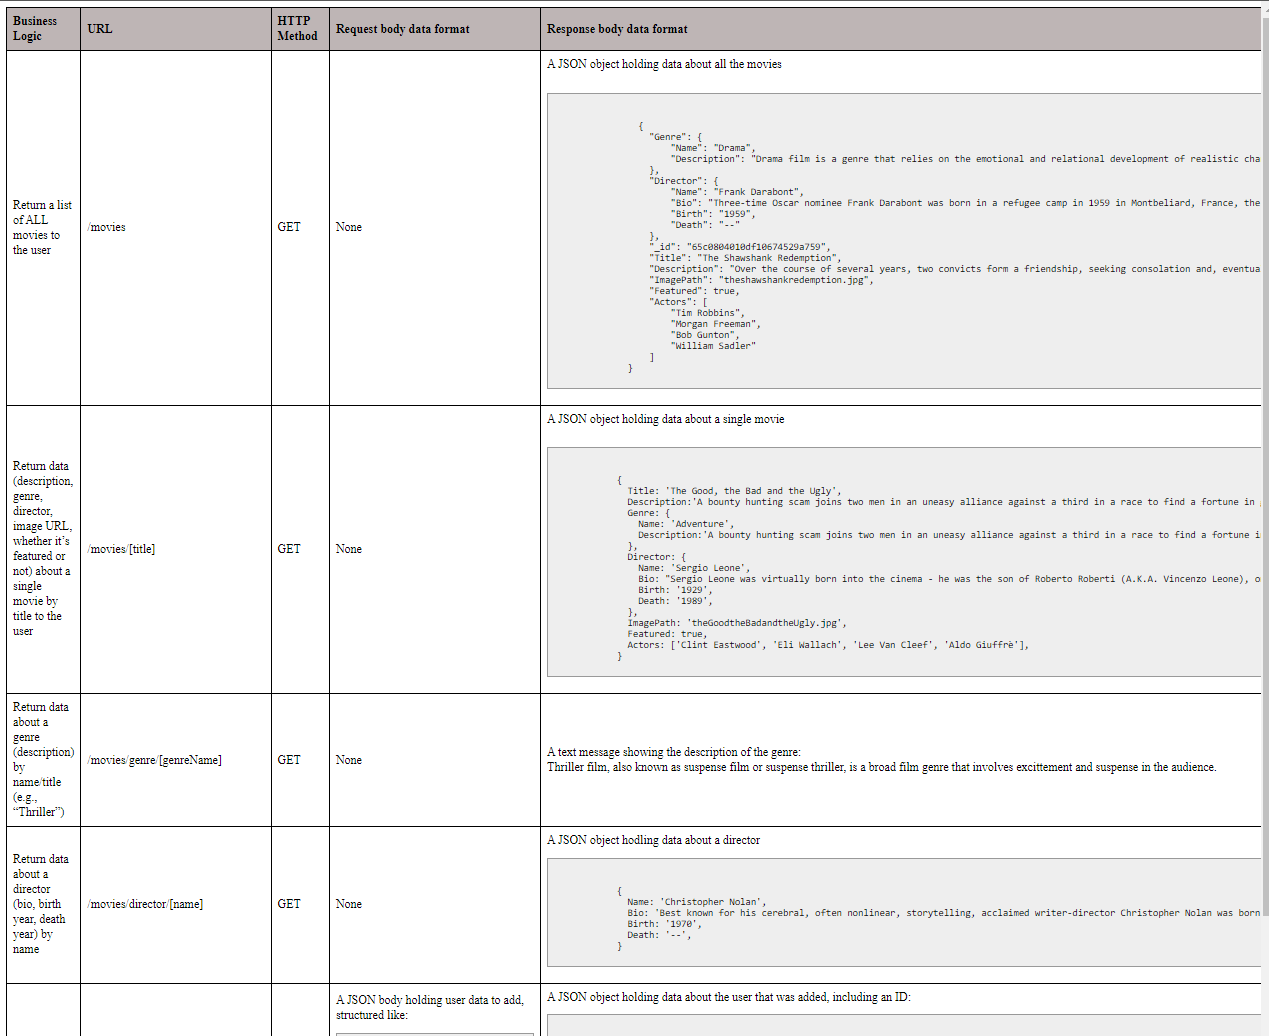 Business
Logic
URL
HTTP
Method
Request body data format
Response body data format
Return a list
of ALL
movies to
the user
/movies
GET
None
A JSON object holding data about all the movies
{
"Genre": {
"Name": "Drama",
"Description": "Drama film is a genre that relies on the emotional and relational development of realistic cha
},
"Director": {
"Name": "Frank Darabont",
"Bio": "Three-time Oscar nominee Frank Darabont was born in a refugee camp in 1959 in Montbeliard, France, the
"Birth": "1959",
"Death": "--"
},
"_id": "65c0804010df10674529a759",
"Title": "The Shawshank Redemption",
"Description": "Over the course of several years, two convicts form a friendship, seeking consolation and, eventua
"ImagePath": "theshawshankredemption.jpg",
"Featured": true,
"Actors": [
"Tim Robbins",
"Morgan Freeman",
"Bob Gunton",
"William Sadler"
]
}
Return data
(description,
genre,
director,
image URL,
whether it's
featured or
not) about a
single
movie by
title to the
user
/movies/[title]
GET
None
A JSON object holding data about a single movie
{
Title: 'The Good, the Bad and the Ugly',
Description:'A bounty hunting scam joins two men in an uneasy alliance against a third in a race to find a fortune in
Genre: {
Name: 'Adventure',
Description:'A bounty hunting scam joins two men in an uneasy alliance against a third in a race to find a fortune i
},
Director: {
Name: 'Sergio Leone',
Bio: "Sergio Leone was virtually born into the cinema - he was the son of Roberto Roberti (A.K.A. Vincenzo Leone), o
Birth: '1929',
Death: '1989',
},
ImagePath: 'theGoodtheBadandtheUgly.jpg',
Featured: true,
Actors: ['Clint Eastwood', 'Eli Wallach', 'Lee Van Cleef', 'Aldo Giuffrè'],
}
Return data
about a
genre
(description)
by
name/title
(e.g.,
“Thriller”)
/movies/genre/[genreName]
GET
None
A text message showing the description of the genre:
Thriller film, also known as suspense film or suspense thriller, is a broad film genre that involves excittement and suspense in the audience.
Return data
about a
director
(bio, birth
year, death
year) by
name
/movies/director/[name]
GET
None
A JSON object hodling data about a director
{
Name: 'Christopher Nolan',
Bio: 'Best known for his cerebral, often nonlinear, storytelling, acclaimed writer-director Christopher Nolan was born
Birth: '1970',
Death: '--',
}
A JSON body holding user data to add,
structured like:
A JSON object holding data about the user that was added, including an ID: